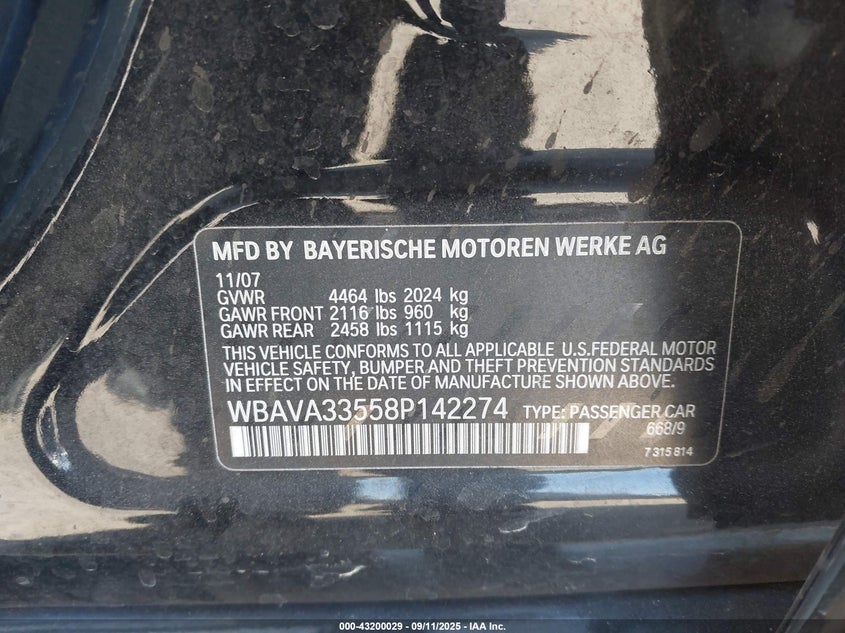 MFD BY BAYERISCHE MOTOREN WERKE AG
11/07
GVWR 4464 lbs 2024 kg
GAWR FRONT 2116 lbs 960 kg
GAWR REAR 2458 lbs 1115 kg
THIS VEHICLE CONFORMS TO ALL APPLICABLE U.S.FEDERAL MOTOR
VEHICLE SAFETY, BUMPER AND THEFT PREVENTION STANDARDS
IN EFFECT ON THE DATE OF MANUFACTURE SHOWN ABOVE.
WBAVA33558P142274 TYPE: PASSENGER CAR
668/9
7 315 814
000-43200029 - 09/11/2025 - IAA Inc.